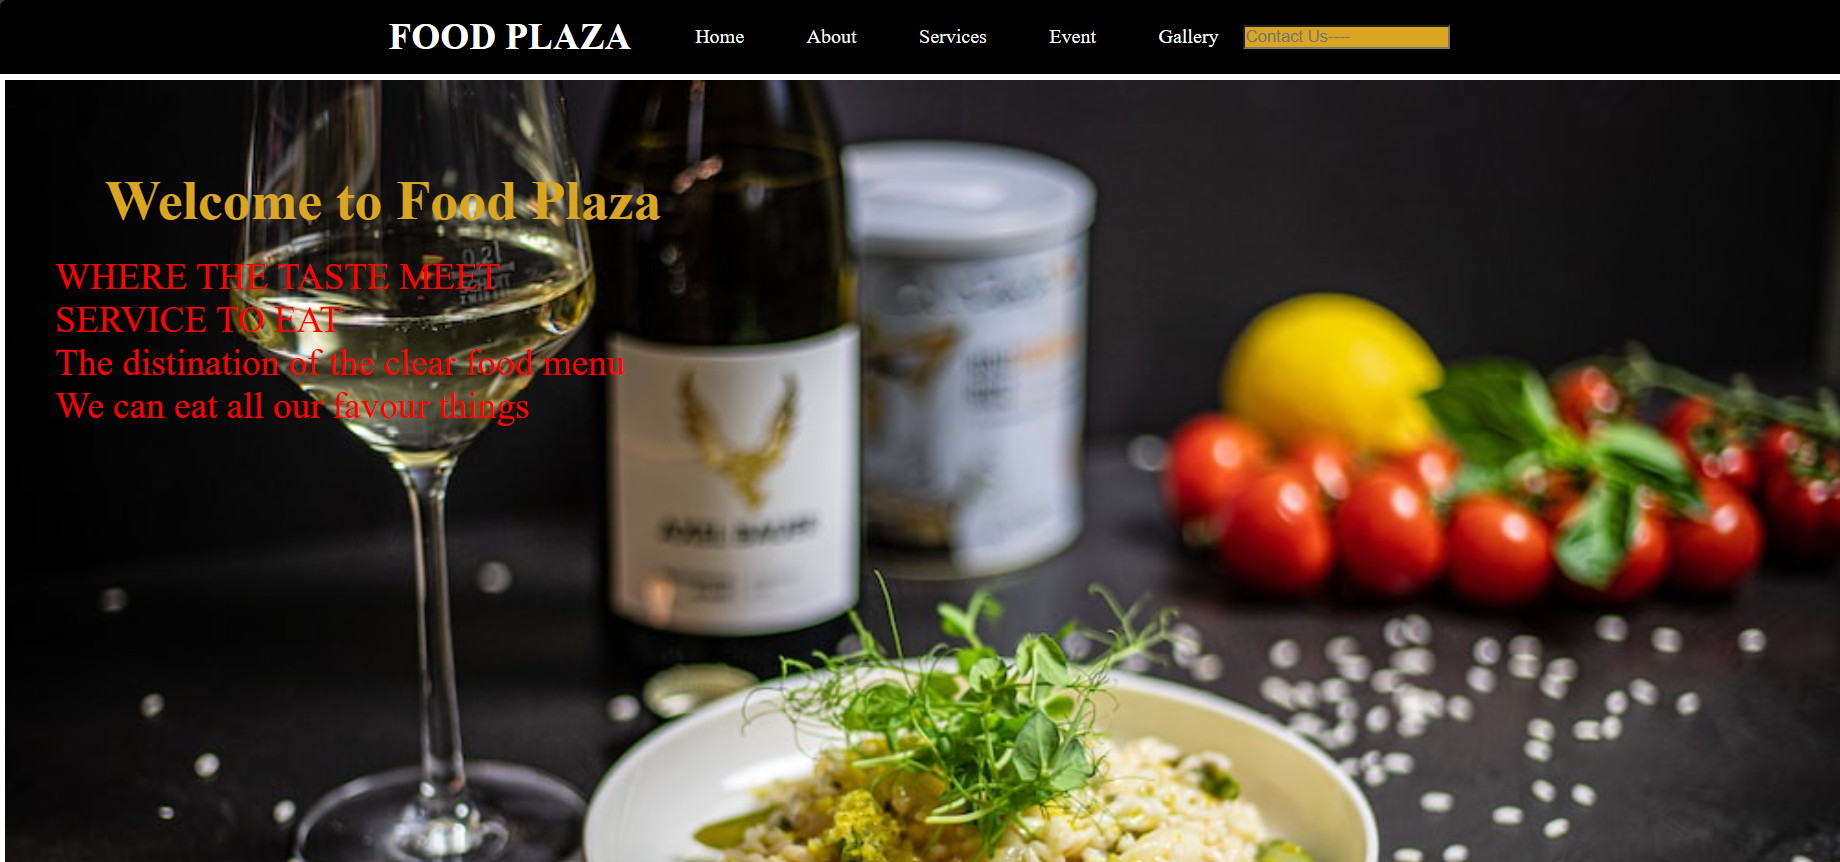 FOOD PLAZA Home About Services Event Gallery Contact Us----
Welcome to Food Plaza
WHERE THE TASTE MEET
SERVICE TO EAT
The distination of the clear food menu
We can eat all our favour things